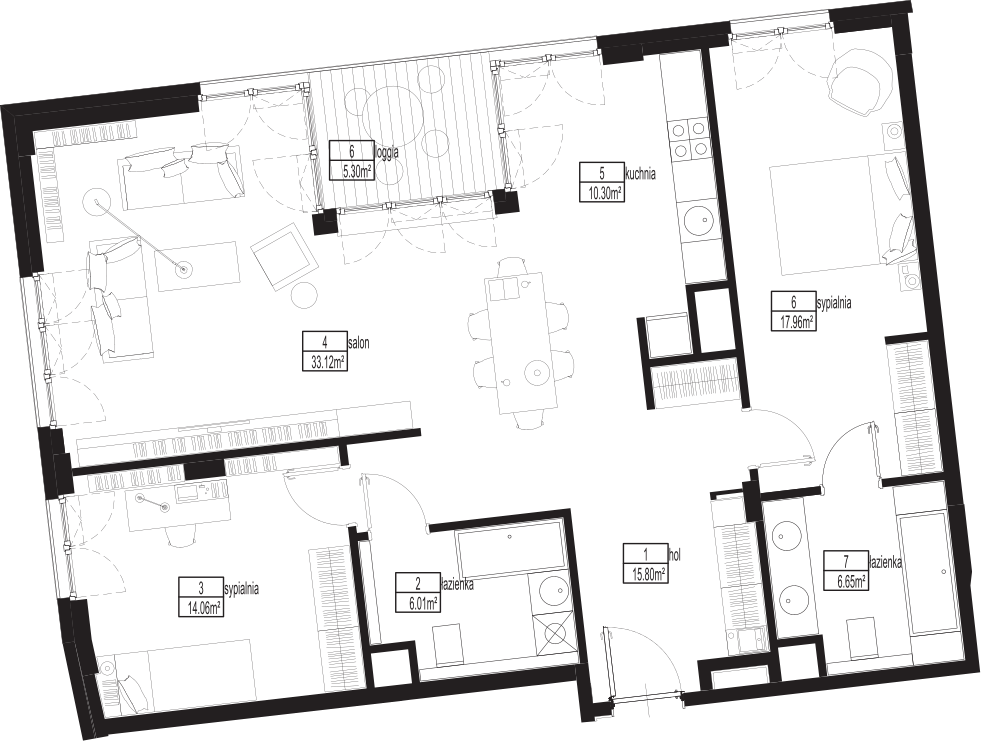 6 loggia
5.30m²
5 kuchnia
10.30m²
6 sypialnia
17.96m²
4 salon
33.12m²
1 hol
15.80m²
7 łazienka
6.65m²
2 łazienka
6.01m²
3 sypialnia
14.06m²